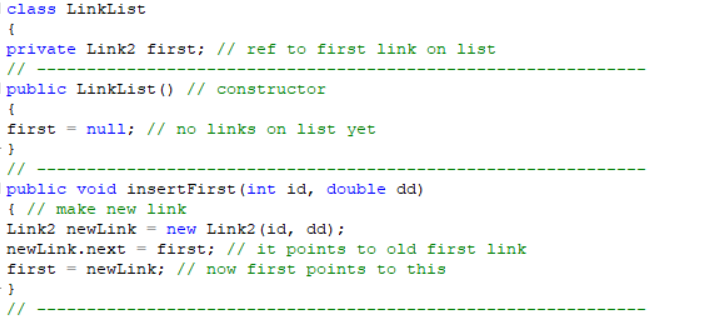 class LinkList
{
private Link2 first; // ref to first link on list
// -------------------------------------------------------------
public LinkList() // constructor
{
first = null; // no links on list yet
}
// -------------------------------------------------------------
public void insertFirst(int id, double dd)
{ // make new link
Link2 newLink = new Link2(id, dd);
newLink.next = first; // it points to old first link
first = newLink; // now first points to this
}
// -------------------------------------------------------------